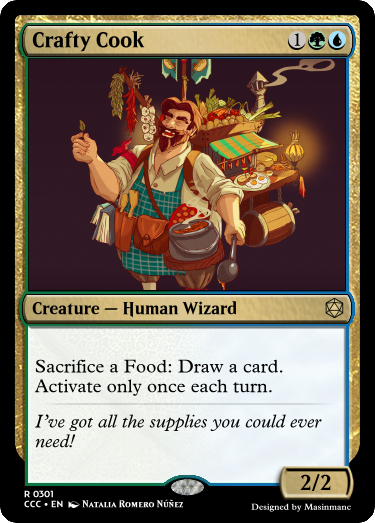 Crafty Cook 1
Creature — Human Wizard
Sacrifice a Food: Draw a card.
Activate only once each turn.
I've got all the supplies you could ever
need!
2/2
R 0301
CCC • EN Natalia Romero Núñez
Designed by Masinmanc